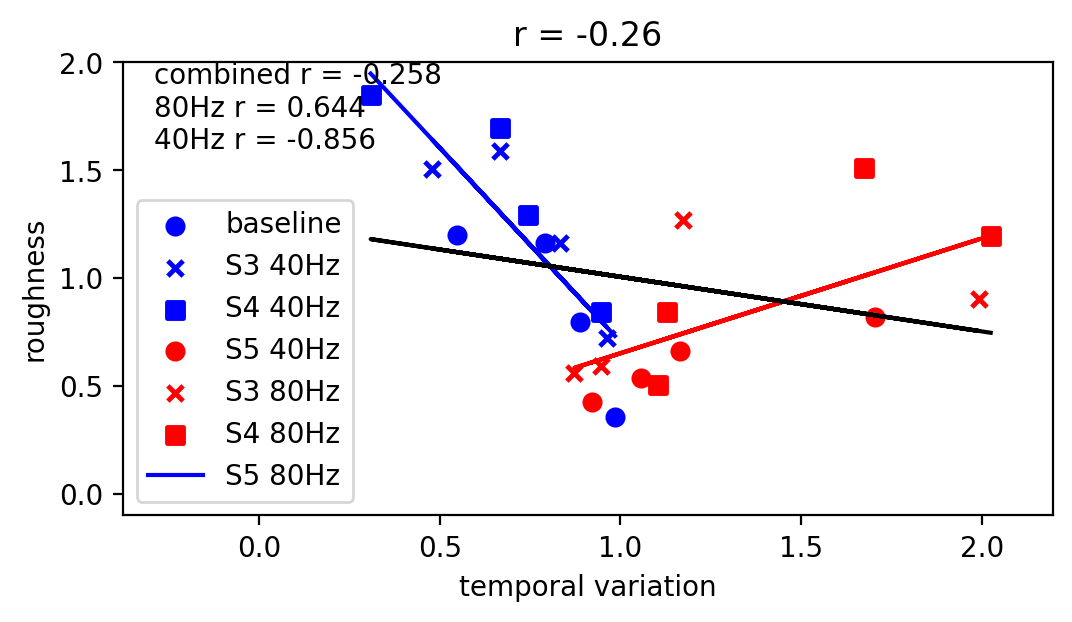 r = -0.26
combined r = -0.258
80Hz r = 0.644
40Hz r = -0.856
2.0
1.5
1.0
0.5
0.0
roughness
baseline
S3 40Hz
S4 40Hz
S5 40Hz
S3 80Hz
S4 80Hz
S5 80Hz
0.0 0.5 1.0 1.5 2.0
temporal variation